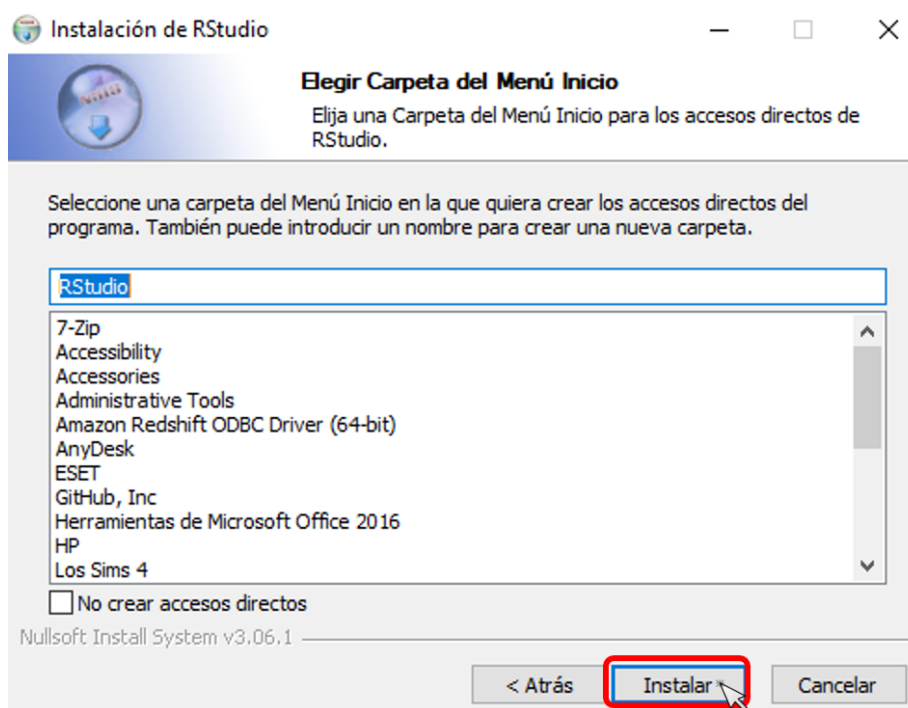 Instalación de RStudio
Elegir Carpeta del Menú Inicio
Elija una Carpeta del Menú Inicio para los accesos directos de
RStudio.
Seleccione una carpeta del Menú Inicio en la que quiera crear los accesos directos del
programa. También puede introducir un nombre para crear una nueva carpeta.
RStudio
7-Zip
Accessibility
Accessories
Administrative Tools
Amazon Redshift ODBC Driver (64-bit)
AnyDesk
ESET
GitHub, Inc
Herramientas de Microsoft Office 2016
HP
Los Sims 4
No crear accesos directos
Nullsoft Install System v3.06.1
< Atrás
Instalar
Cancelar